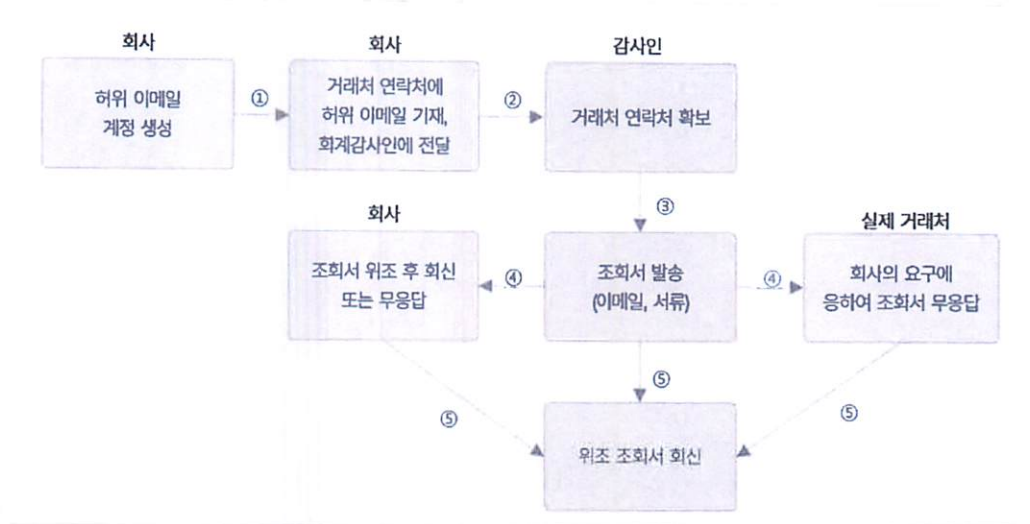 회사
허위 이메일
계정 생성
①
회사
거래처 연락처에
허위 이메일 기재,
회계감사인에 전달
②
감사인
거래처 연락처 확보
③
회사
조회서 위조 후 회신
또는 무응답
④
조회서 발송
(이메일, 서류)
④
실제 거래처
회사의 요구에
응하여 조회서 무응답
⑤
⑤
⑤
위조 조회서 회신